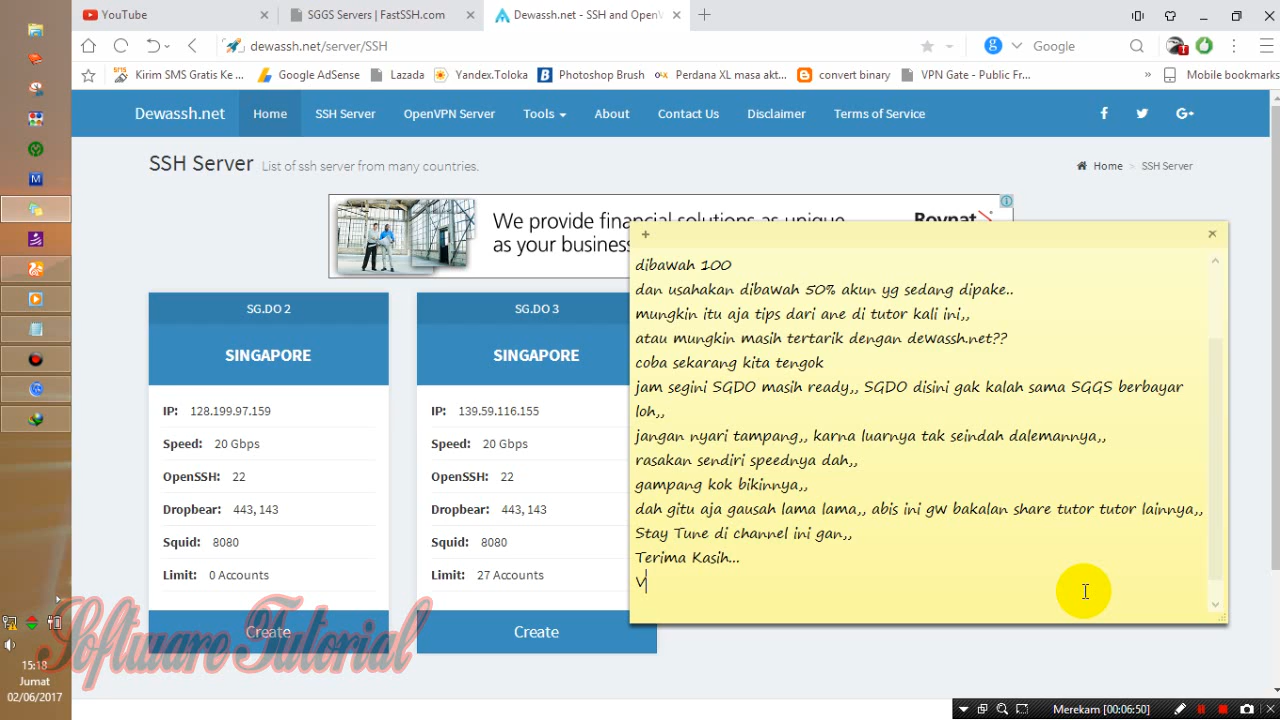 YouTube
SGGS Servers | FastSSH.com
Dewassh.net - SSH and OpenV
dewassh.net/server/SSH
Google
Kirim SMS Gratis Ke ...
Google AdSense
Lazada
Yandex.Toloka
Photoshop Brush
Perdana XL masa akt...
convert binary
VPN Gate - Public Fr...
»
Mobile bookmarks
Dewassh.net
Home
SSH Server
OpenVPN Server
Tools
About
Contact Us
Disclaimer
Terms of Service
SSH Server List of ssh server from many countries.
Home > SSH Server
We provide financial solutions as unique
as your business
Roynat
SG.DO 2
SINGAPORE
IP: 128.199.97.159
Speed: 20 Gbps
OpenSSH: 22
Dropbear: 443, 143
Squid: 8080
Limit: 0 Accounts
Create
SG.DO 3
SINGAPORE
IP: 139.59.116.155
Speed: 20 Gbps
OpenSSH: 22
Dropbear: 443, 143
Squid: 8080
Limit: 27 Accounts
Create
dibawah 100
dan usahakan dibawah 50% akun yg sedang dipake..
mungkin itu aja tips dari ane di tutor kali ini,,
atau mungkin masih tertarik dengan dewassh.net??
coba sekarang kita tengok
jam segini SGDO masih ready,, SGDO disini gak kalah sama SGGS berbayar
loh,,
jangan nyari tampang,, karna luarnya tak seindah dalemannya,,
rasakan sendiri speednya dah,,
gampang kok bikinnya,,
dah gitu aja gausah lama lama,, abis ini gw bakalan share tutor tutor lainnya,,
Stay Tune di channel ini gan,,
Terima Kasih...
V
Software Tutorial
15:18
Jumat
02/06/2017
Merekam [00:06:50]